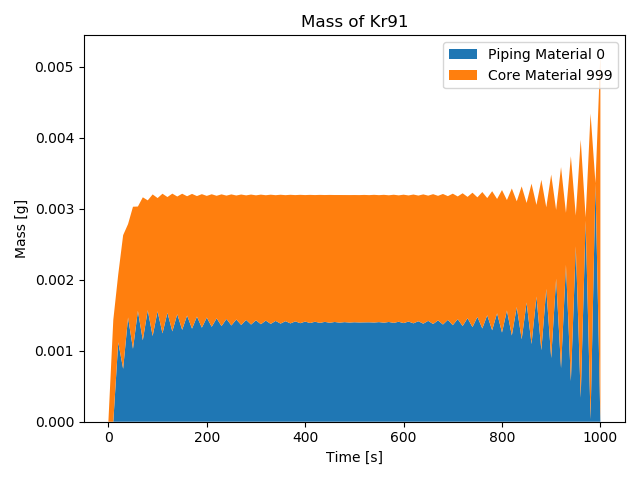 Mass of Kr91
Piping Material 0
Core Material 999
Mass [g]
0.005
0.004
0.003
0.002
0.001
0.000
0
200
400
600
800
1000
Time [s]